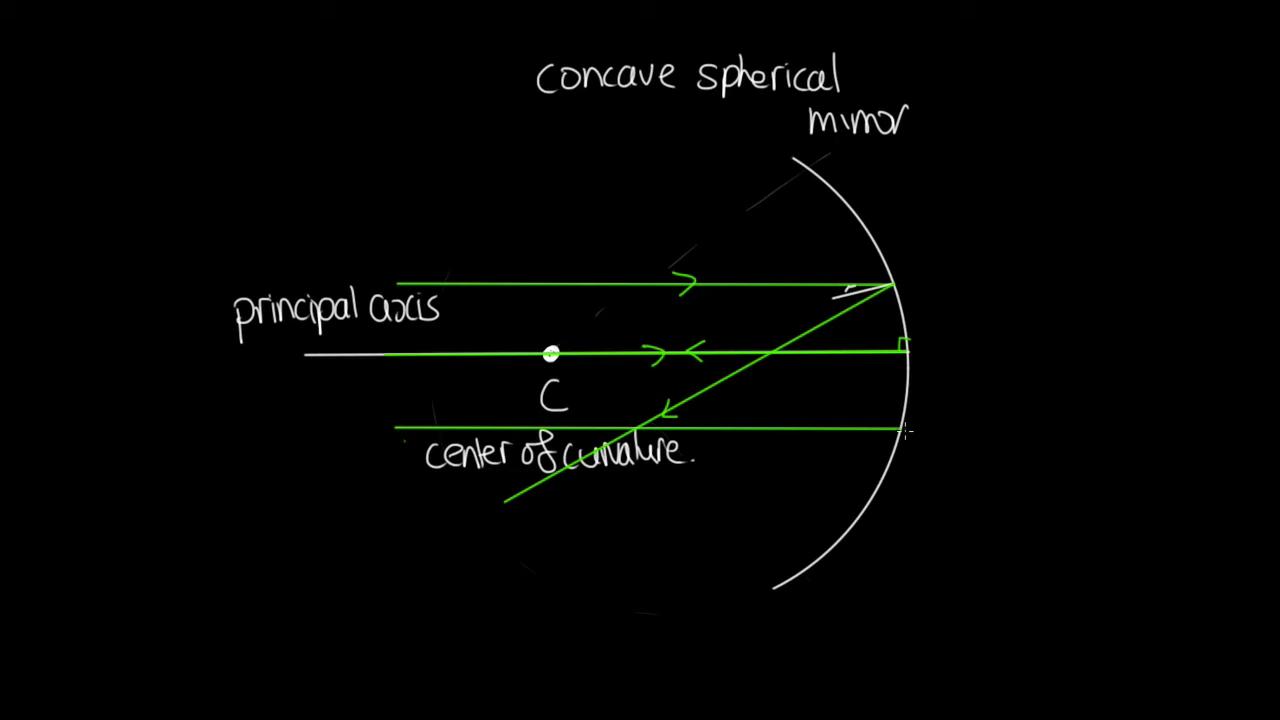 concave spherical
mirror
principal axis
C
center of curvature.